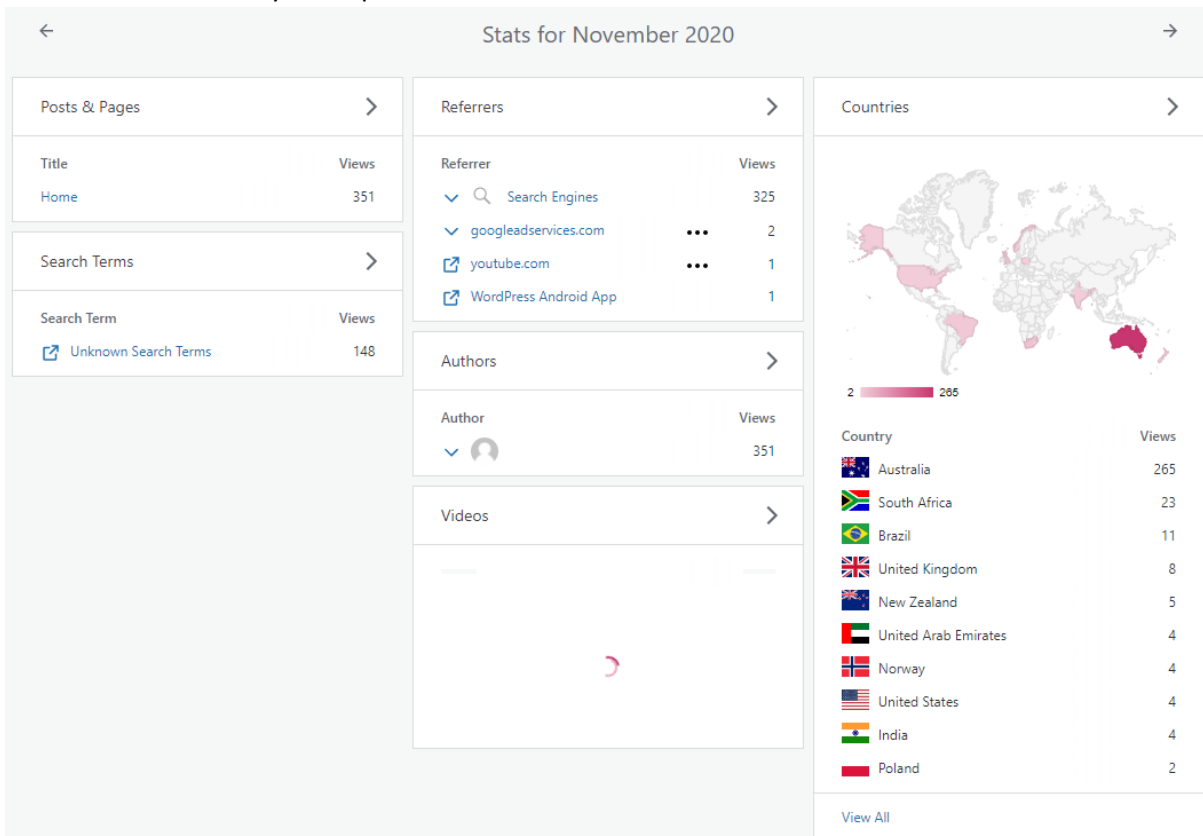 Stats for November 2020
Posts & Pages
Title Views
Home 351
Search Terms
Search Term Views
Unknown Search Terms 148
Referrers
Referrer Views
Search Engines 325
googleadservices.com 2
youtube.com 1
WordPress Android App 1
Authors
Author Views
351
Videos
Countries
2 265
Country Views
Australia 265
South Africa 23
Brazil 11
United Kingdom 8
New Zealand 5
United Arab Emirates 4
Norway 4
United States 4
India 4
Poland 2
View All